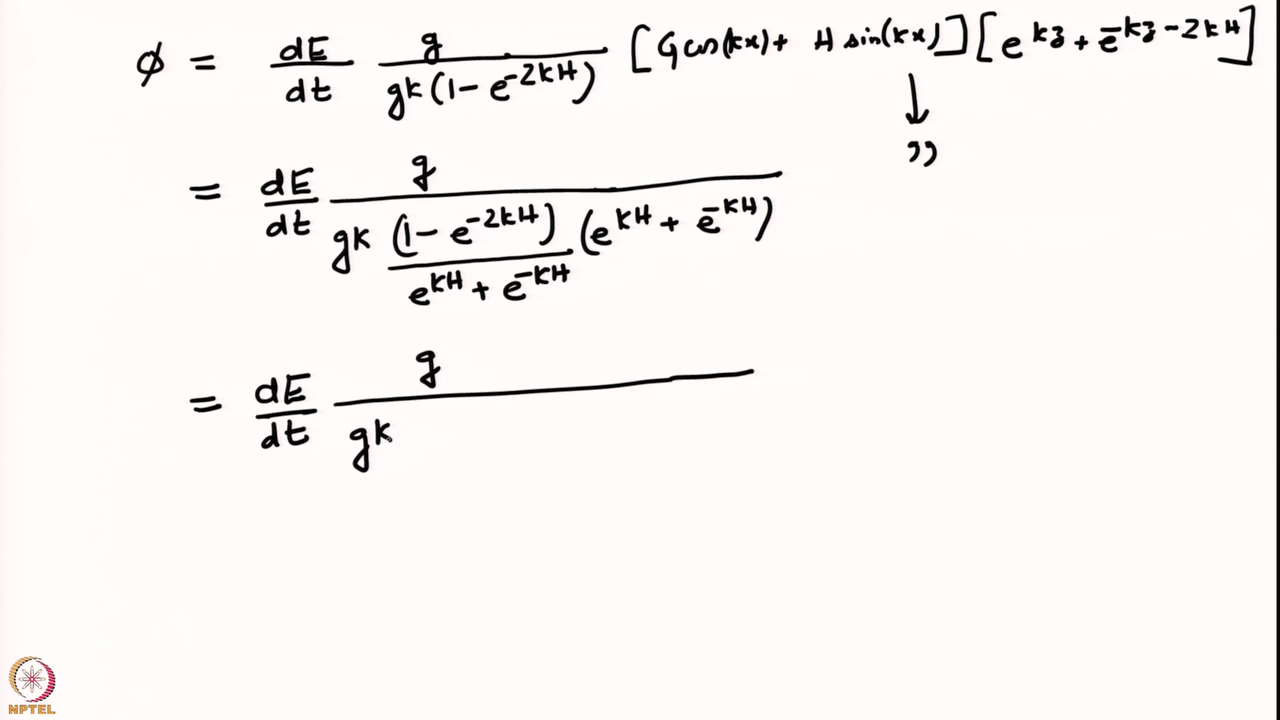 φ = dE/dt g/gk(1-e^-2kH) [G cos(kx) + H sin(kx)] [e^kz + e^-kz-2kH]
↓
”
= dE/dt g/gk (1-e^-2kH)/(e^kH + e^-kH) (e^kH + e^-kH)
= dE/dt g/gk
NPTEL